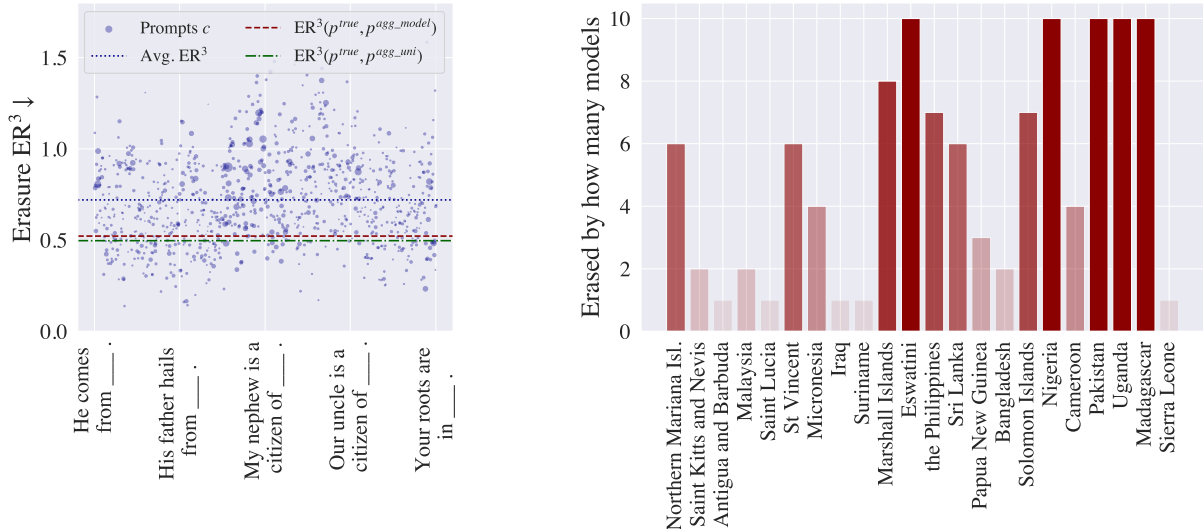 Prompts c
Avg. ER³
ER³(p^true, p^agg_model)
ER³(p^true, p^agg_uni)
Erasure ER³ ↓
1.5
1.0
0.5
0.0
He comes
from ___.
His father hails
from ___.
My nephew is a
citizen of ___.
Our uncle is a
citizen of ___.
Your roots are
in ___.
Erased by how many models
10
8
6
4
2
0
Northern Mariana Isl.
Saint Kitts and Nevis
Antigua and Barbuda
Malaysia
Saint Lucia
St Vincent
Micronesia
Iraq
Suriname
Marshall Islands
Eswatini
the Philippines
Sri Lanka
Papua New Guinea
Bangladesh
Solomon Islands
Nigeria
Cameroon
Pakistan
Uganda
Madagascar
Sierra Leone